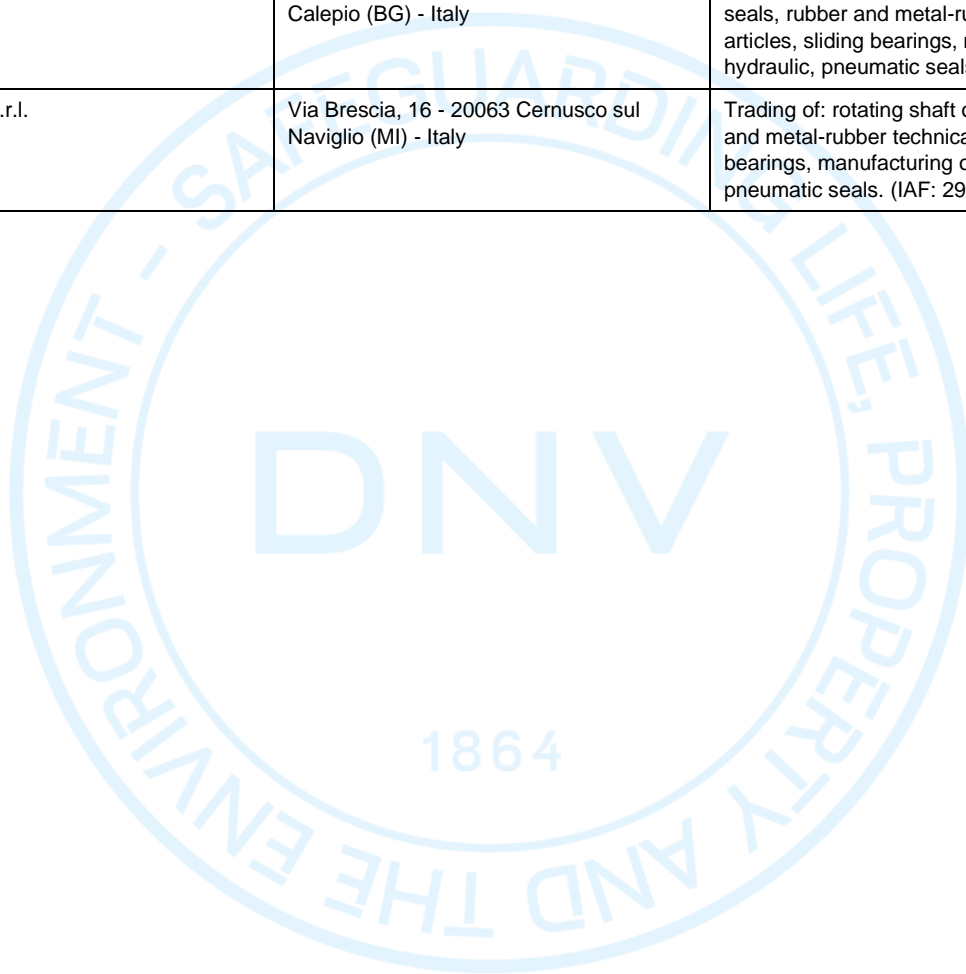 Calepio (BG) - Italy
seals, rubber and metal-ru
articles, sliding bearings,
hydraulic, pneumatic seals
.r.l.
Via Brescia, 16 - 20063 Cernusco sul
Naviglio (MI) - Italy
Trading of: rotating shaft
and metal-rubber technica
bearings, manufacturing
pneumatic seals. (IAF: 29
SAFEGUARDING LIFE, PROPERTY AND THE ENVIRONMENT -
DNV
1864